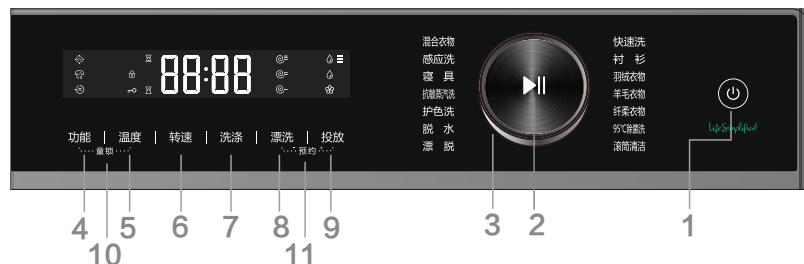 88:88
功能 温度 转速 洗涤 漂洗 投放
童锁 预约
混合衣物
感应洗
寝 具
抗敏蒸汽洗
护色洗
脱 水
漂 脱
快速洗
衬 衫
羽绒衣物
羊毛衣物
纤柔衣物
95℃除菌洗
滚筒清洁
Life Simplified
4 5 6 7 8 9 3 2 1
10 11